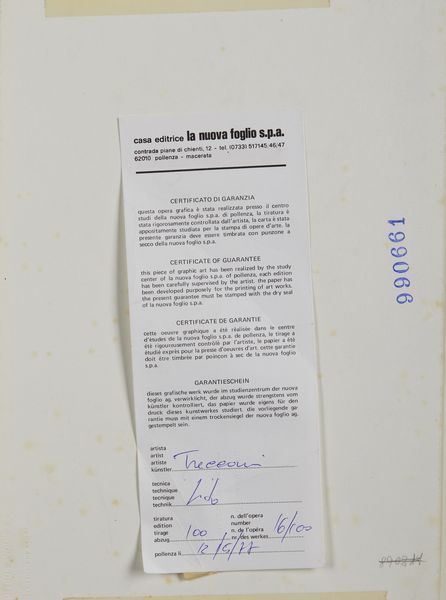 casa editrice la nuova foglio s.p.a.
contrada piane di chienti, 12 - tel. (0733) 517145/46/47
62010 pollenza - macerata
CERTIFICATO DI GARANZIA
questa opera grafica è stata realizzata presso il centro
studi della nuova foglio s.p.a. di pollenza, la tiratura è
stata rigorosamente controllata dall'artista, la carta è stata
appositamente studiata per la stampa di opere d'arte. la
presente garanzia deve essere timbrata con punzone a
secco della nuova foglio s.p.a.
CERTIFICATE OF GUARANTEE
this piece of graphic art has been realized by the study
center of la nuova foglio s.p.a. of pollenza, each edition
has been carefully supervised by the artist. the paper has
been developed purposely for the printing of art works.
the present guarantee must be stamped with the dry seal
of la nuova foglio s.p.a.
CERTIFICATE DE GARANTIE
cette oeuvre graphique a été réalisée dans le centre
d'études de la nuova foglio s.p.a. de pollenza, le tirage a
été rigourousement contrôlé par l'artiste, le papier a été
étudié exprès pour la presse d'oeuvres d'art. cette garantie
doit être timbrate par poinçon à sec de la nuova foglio
s.p.a.
GARANTIESCHEIN
dieses grafische werk wurde im studienzentrum der nuova
foglio ag. verwirklicht, der abzug wurde strengstens vom
künstler kontrolliert, das papier wurde eigens für den
druck dieses kunstwerkes studiert. die vorliegende ga-
rantie muss mit einem trockensiegel der nuova foglio ag.
gestempelt sein.
artista
artist
artiste
künstler Treccani
tecnica
technique
tecnique
technik Lito
tiratura
edition
tirage
abzug 100
n. dell'opera
number
n. de l'opéra
nr. des werkes 16/100
pollenza li 12/5/77
990661